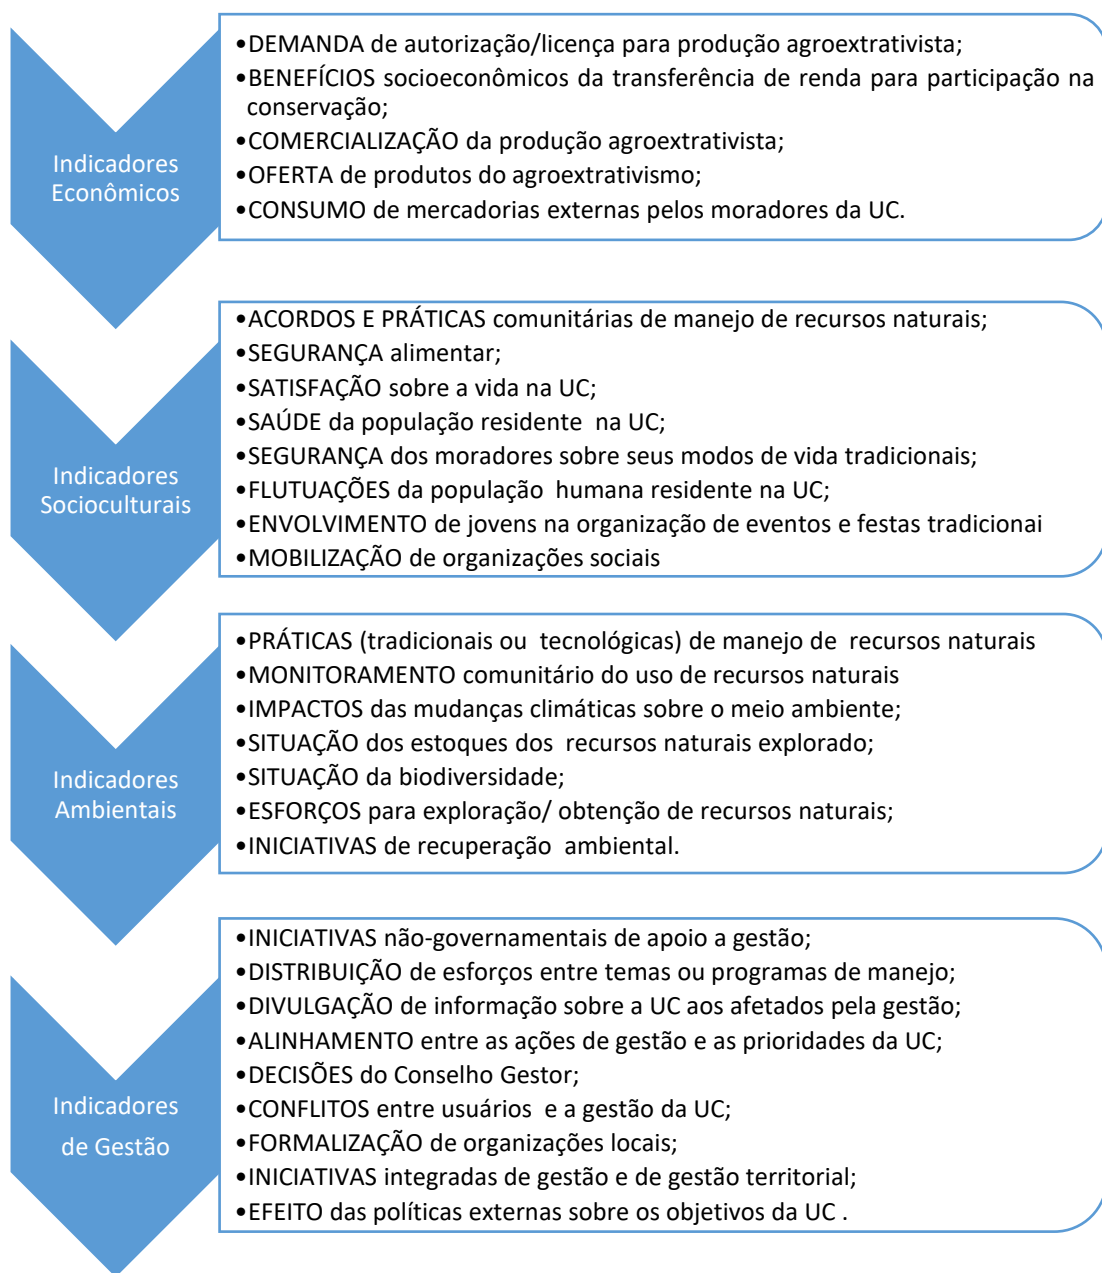 Indicadores
Econômicos
•DEMANDA de autorização/licença para produção agroextrativista;
•BENEFÍCIOS socioeconômicos da transferência de renda para participação na
conservação;
•COMERCIALIZAÇÃO da produção agroextrativista;
•OFERTA de produtos do agroextrativismo;
•CONSUMO de mercadorias externas pelos moradores da UC.
Indicadores
Socioculturais
•ACORDOS E PRÁTICAS comunitárias de manejo de recursos naturais;
•SEGURANÇA alimentar;
•SATISFAÇÃO sobre a vida na UC;
•SAÚDE da população residente na UC;
•SEGURANÇA dos moradores sobre seus modos de vida tradicionais;
•FLUTUAÇÕES da população humana residente na UC;
•ENVOLVIMENTO de jovens na organização de eventos e festas tradicionai
•MOBILIZAÇÃO de organizações sociais
Indicadores
Ambientais
•PRÁTICAS (tradicionais ou tecnológicas) de manejo de recursos naturais
•MONITORAMENTO comunitário do uso de recursos naturais
•IMPACTOS das mudanças climáticas sobre o meio ambiente;
•SITUAÇÃO dos estoques dos recursos naturais explorado;
•SITUAÇÃO da biodiversidade;
•ESFORÇOS para exploração/ obtenção de recursos naturais;
•INICIATIVAS de recuperação ambiental.
Indicadores
de Gestão
•INICIATIVAS não-governamentais de apoio a gestão;
•DISTRIBUIÇÃO de esforços entre temas ou programas de manejo;
•DIVULGAÇÃO de informação sobre a UC aos afetados pela gestão;
•ALINHAMENTO entre as ações de gestão e as prioridades da UC;
•DECISÕES do Conselho Gestor;
•CONFLITOS entre usuários e a gestão da UC;
•FORMALIZAÇÃO de organizações locais;
•INICIATIVAS integradas de gestão e de gestão territorial;
•EFEITO das políticas externas sobre os objetivos da UC .